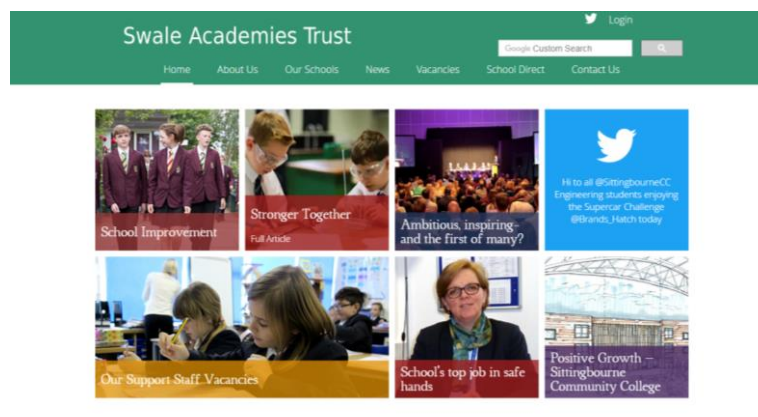 Login
Swale Academies Trust
Google Custom Search
Home About Us Our Schools News Vacancies School Direct Contact Us
School Improvement
Stronger Together
Full Article
Ambitious, inspiring-
and the first of many?
Hi to all @SittingbourneCC
Engineering students enjoying
the Supercar Challenge
@Brands_Hatch today
Our Support Staff Vacancies
School's top job in safe
hands
Positive Growth –
Sittingbourne
Community College